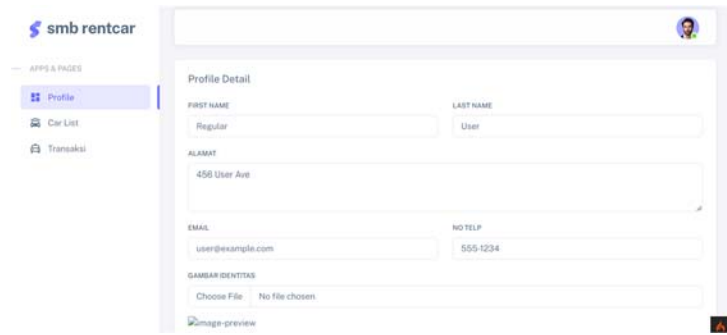 smb rentcar
APPS & PAGES
Profile
Car List
Transaksi
Profile Detail
FIRST NAME LAST NAME
Regular User
ALAMAT
456 User Ave
EMAIL NO TELP
user@example.com 555-1234
GAMBAR IDENTITAS
Choose File No file chosen
image-preview